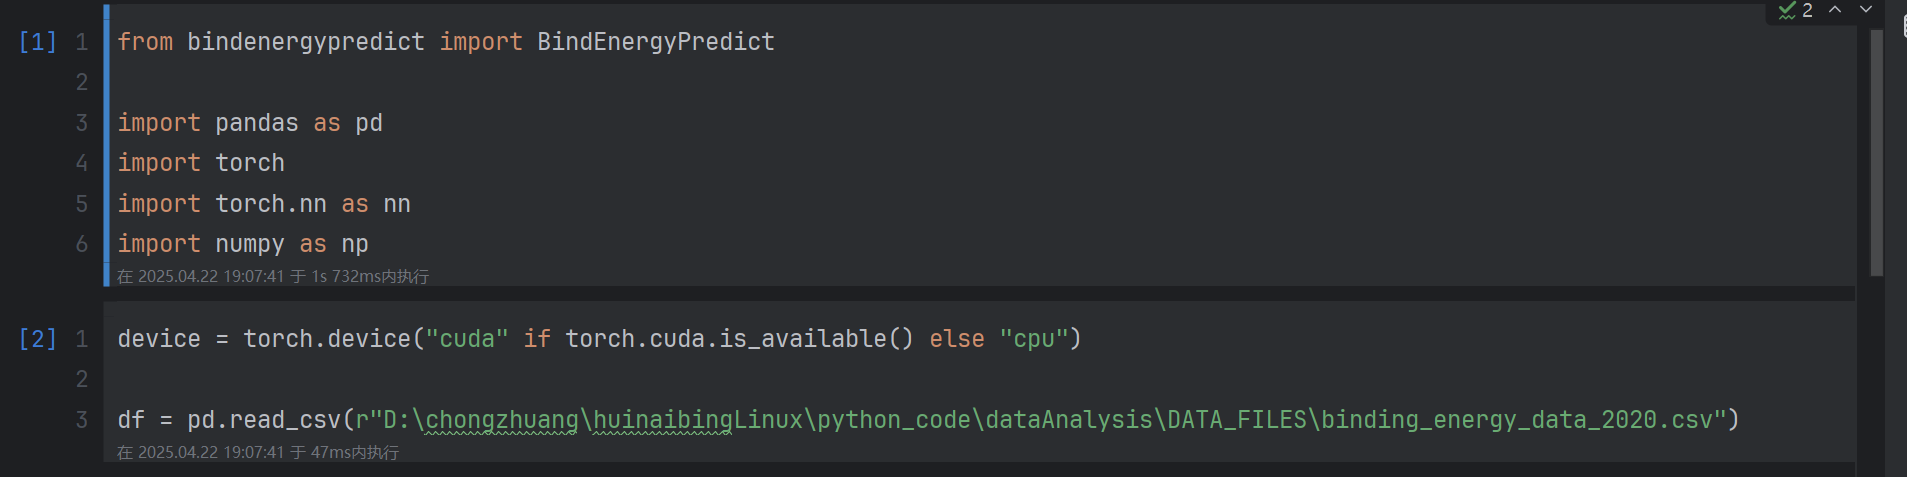 2
[1] 1 from bindenergypredict import BindEnergyPredict
2
3 import pandas as pd
4 import torch
5 import torch.nn as nn
6 import numpy as np
在 2025.04.22 19:07:41 于 1s 732ms内执行
[2] 1 device = torch.device("cuda" if torch.cuda.is_available() else "cpu")
2
3 df = pd.read_csv(r"D:\chongzhuang\huinaibingLinux\python_code\dataAnalysis\DATA_FILES\binding_energy_data_2020.csv")
在 2025.04.22 19:07:41 于 47ms内执行